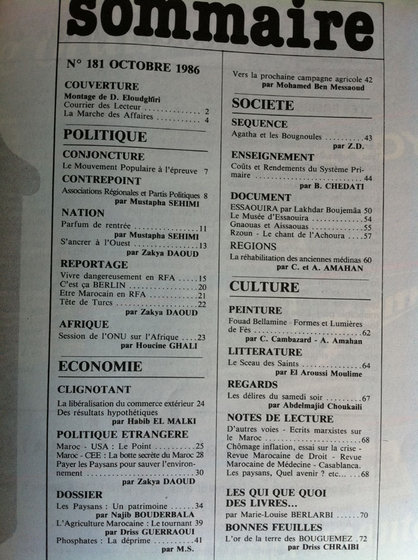 sommaire
N° 181 OCTOBRE 1986
COUVERTURE
Montage de D. Eloudghiri
Courrier des Lecteur 2
La Marche des Affaires 4
POLITIQUE
CONJONCTURE
Le Mouvement Populaire à l'épreuve 7
CONTREPOINT
Associations Régionales et Partis Politiques 8
par Mustapha SEHIMI
NATION
Parfum de rentrée 11
par Mustapha SEHIMI
S'ancrer à l'Ouest 13
par Zakya DAOUD
REPORTAGE
Vivre dangereusement en RFA 15
C'est ça BERLIN 20
Etre Marocain en RFA 21
Tête de Turcs 22
par Zakya DAOUD
AFRIQUE
Session de l'ONU sur l'Afrique 23
par Houcine GHALI
ECONOMIE
CLIGNOTANT
La libéralisation du commerce extérieur 24
Des résultats hypothétiques
par Habib EL MALKI
POLITIQUE ETRANGERE
Maroc - USA : Le Point 25
Maroc - CEE : La botte secrète du Maroc 28
Payer les Paysans pour sauver l'environ-
nement 30
par Zakya DAOUD
DOSSIER
Les Paysans : Un patrimoine 34
par Najib BOUDERBALA
L'Agriculture Marocaine : Le tournant 39
par Driss GUERRAOUI
Phosphates : La déprime 41
par M.S.
Vers la prochaine campagne agricole 42
par Mohamed Ben Messaoud
SOCIETE
SEQUENCE
Agatha et les Bougnoules 43
par Z.D.
ENSEIGNEMENT
Coûts et Rendements du Système Pri-
maire 44
par B. CHEDATI
DOCUMENT
ESSAOUIRA par Lakhdar Boujemâa 50
Le Musée d'Essaouira 54
Gnaouas et Aissaouas 55
Rzoun - Le chant de l'Achoura 57
REGIONS
La réhabilitation des anciennes médinas 60
par C. et A. AMAHAN
CULTURE
PEINTURE
Fouad Bellamine - Formes et Lumières
de Fès 62
par C. Cambazard - A. Amahan
LITTERATURE
Le Sceau des Saints 64
par El Aroussi Moulime
REGARDS
Les délires du samedi soir 67
par Abdelmajid Choukaili
NOTES DE LECTURE
D'autres voies - Ecrits marxistes sur
le Maroc 68
Chômage inflation, essai sur la crise -
Revue Marocaine de Droit - Revue
Marocaine de Médecine - Casablanca.
Les paysans, Quel avenir ? etc... 68
LES QUI QUE QUOI
DES LIVRES...
par Marie-Louise BERLARBI 70
BONNES FEUILLES
L'or de la terre des BOUGUEMEZ 72
par Driss CHRAIBI